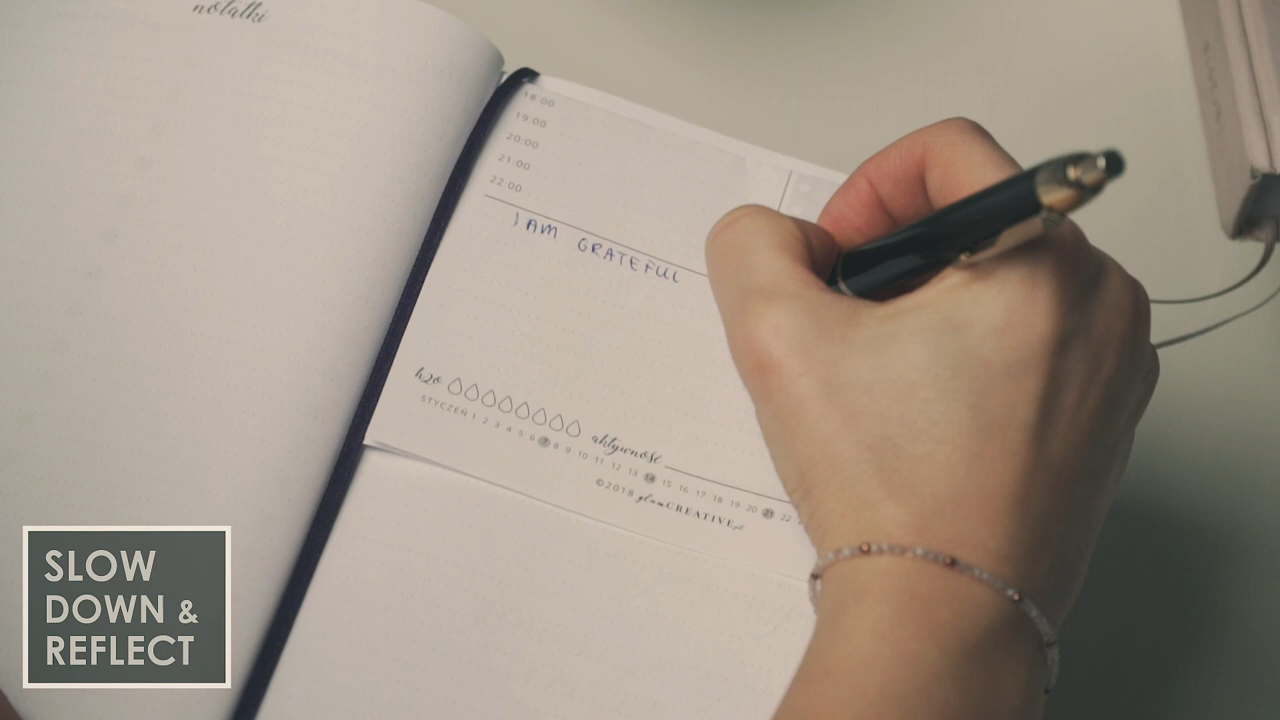 notatki
18:00
19:00
20:00
21:00
22:00
I AM GRATEFUL
h2o
STYCZEŃ 1 2 3 4 5 6 7 8 9 10 11 12 13 14 15 16 17 18 19 20 21 22
aktywność
©2018 glamCREATIVE.pl
SLOW
DOWN &
REFLECT